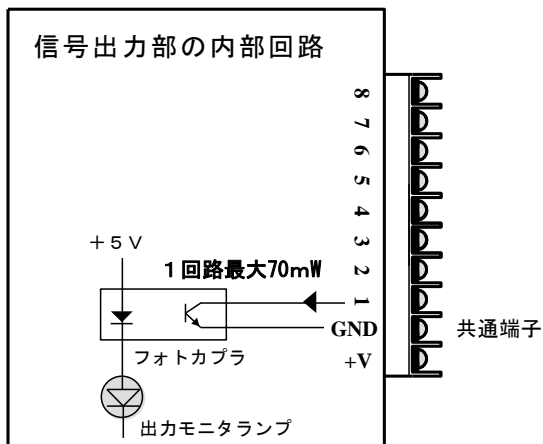 信号出力部の内部回路
8
7
6
5
4
3
2
1
GND
+V
共通端子
+5V
1回路最大70mW
フォトカプラ
出力モニタランプ